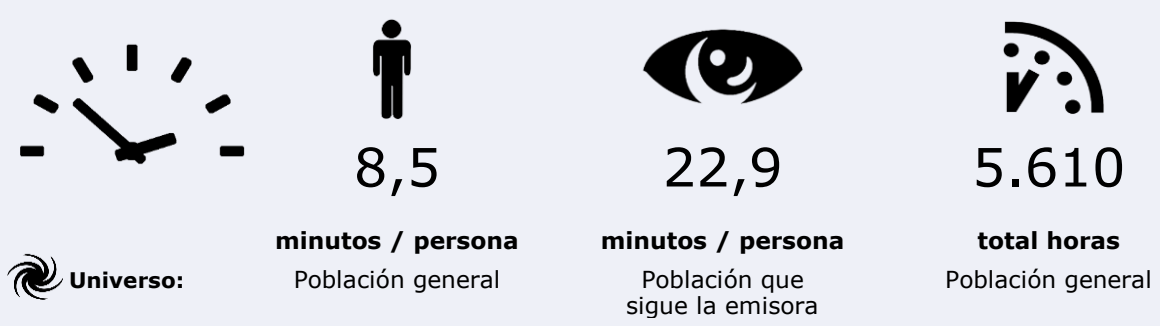 8,5
22,9
5.610
minutos / persona
minutos / persona
total horas
Universo:
Población general
Población que
sigue la emisora
Población general